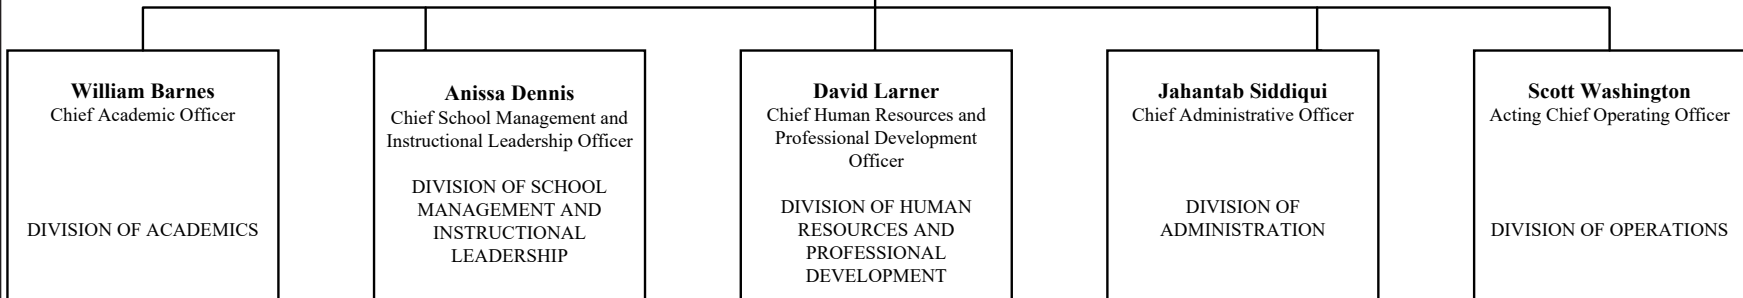 William Barnes
Chief Academic Officer
DIVISION OF ACADEMICS
Anissa Dennis
Chief School Management and
Instructional Leadership Officer
DIVISION OF SCHOOL
MANAGEMENT AND
INSTRUCTIONAL
LEADERSHIP
David Larner
Chief Human Resources and
Professional Development
Officer
DIVISION OF HUMAN
RESOURCES AND
PROFESSIONAL
DEVELOPMENT
Jahantab Siddiqui
Chief Administrative Officer
DIVISION OF
ADMINISTRATION
Scott Washington
Acting Chief Operating Officer
DIVISION OF OPERATIONS